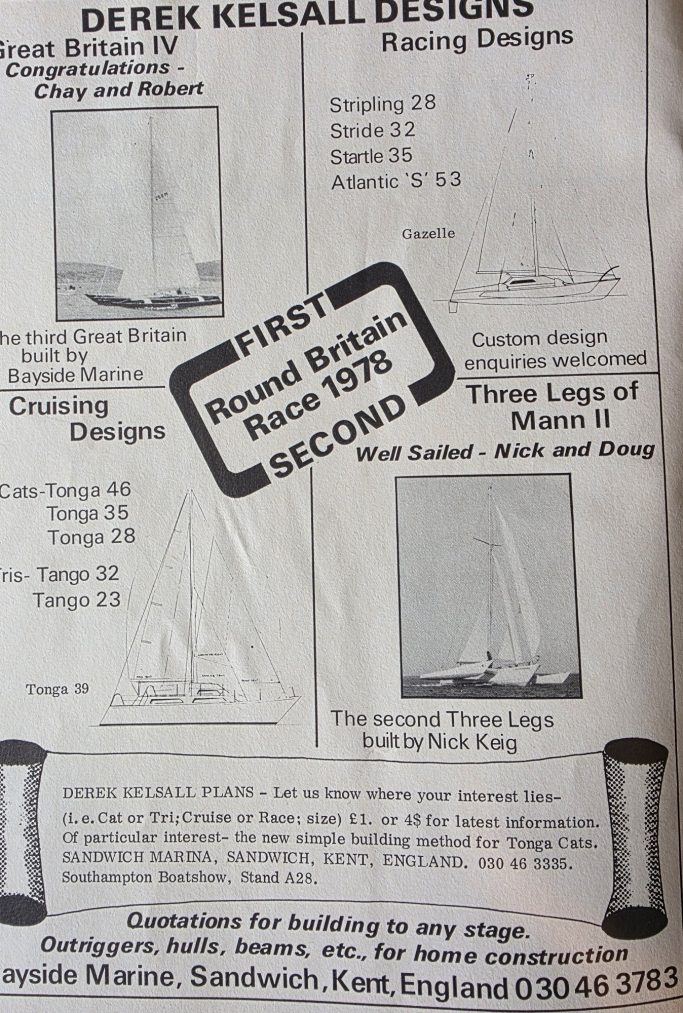 DEREK KELSALL DESIGNS
Great Britain IV
Congratulations -
Chay and Robert
he third Great Britain
built by
Bayside Marine
Racing Designs
Stripling 28
Stride 32
Startle 35
Atlantic 'S' 53
Gazelle
Custom design
enquiries welcomed
FIRST
Round Britain
Race 1978
SECOND
Cruising
Designs
Cats-Tonga 46
Tonga 35
Tonga 28
ris- Tango 32
Tango 23
Tonga 39
Three Legs of
Mann II
Well Sailed - Nick and Doug
The second Three Legs
built by Nick Keig
DEREK KELSALL PLANS - Let us know where your interest lies-
(i.e. Cat or Tri; Cruise or Race; size) £1. or 4$ for latest information.
Of particular interest- the new simple building method for Tonga Cats.
SANDWICH MARINA, SANDWICH, KENT, ENGLAND. 030 46 3335.
Southampton Boatshow, Stand A28.
Quotations for building to any stage.
Outriggers, hulls, beams, etc., for home construction
ayside Marine, Sandwich, Kent, England 030 46 3783